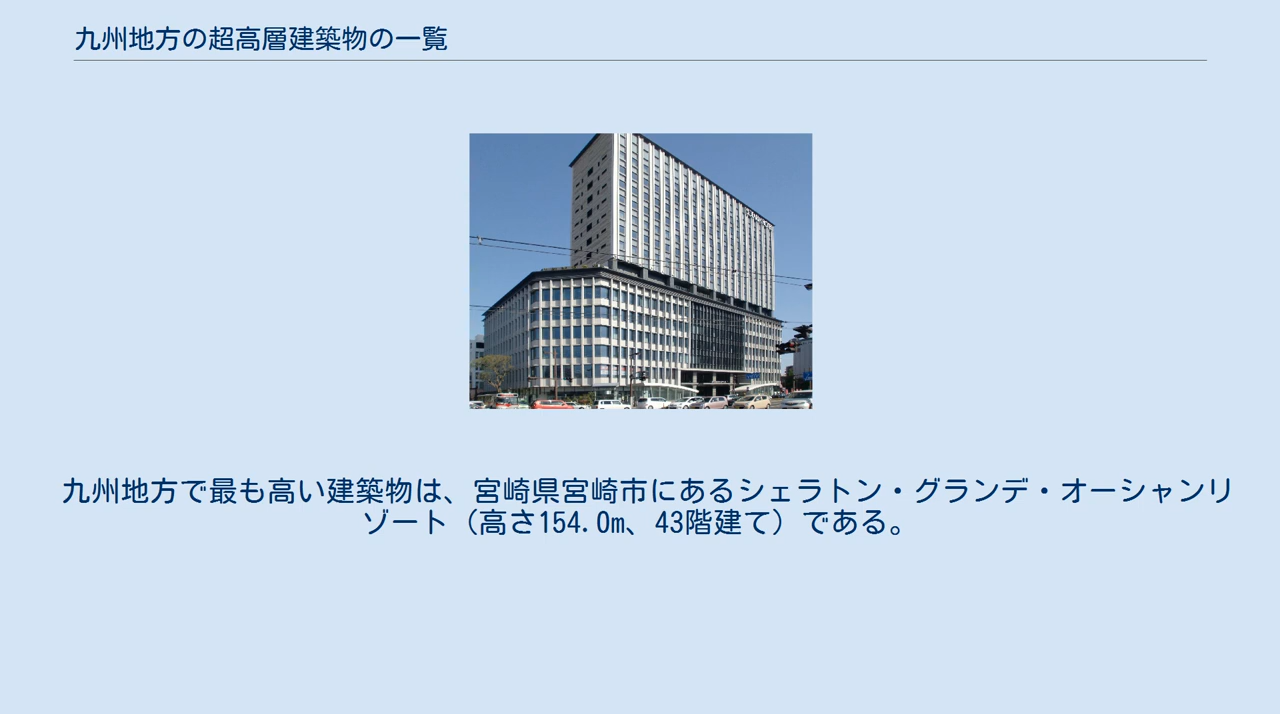 九州地方の超高層建築物の一覧
九州地方で最も高い建築物は、宮崎県宮崎市にあるシェラトン・グランデ・オーシャンリ
ゾート（高さ154.0m、43階建て）である。